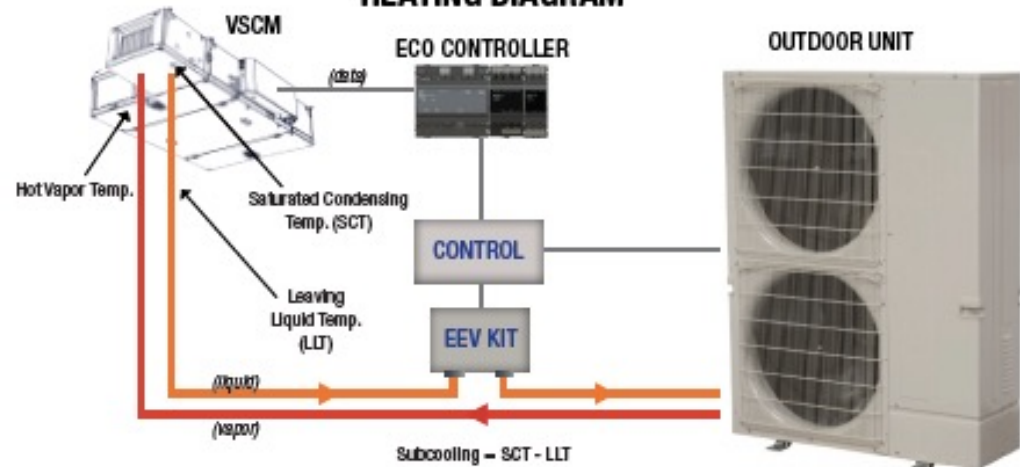 HEATING DIAGRAM
VSCM
ECO CONTROLLER
OUTDOOR UNIT
(data)
Hot Vapor Temp.
Saturated Condensing
Temp. (SCT)
CONTROL
Leaving
Liquid Temp.
(LLT)
EEV KIT
(liquid)
(vapor)
Subcooling = SCT - LLT